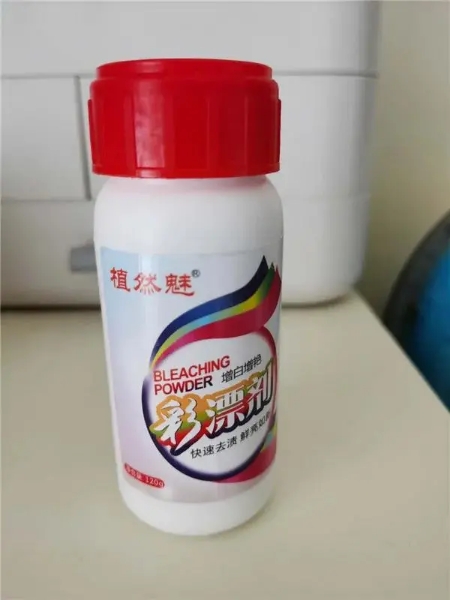 植然魅®
BLEACHING
POWDER 增白增艳
彩漂剂
快速去渍 鲜亮如
120g